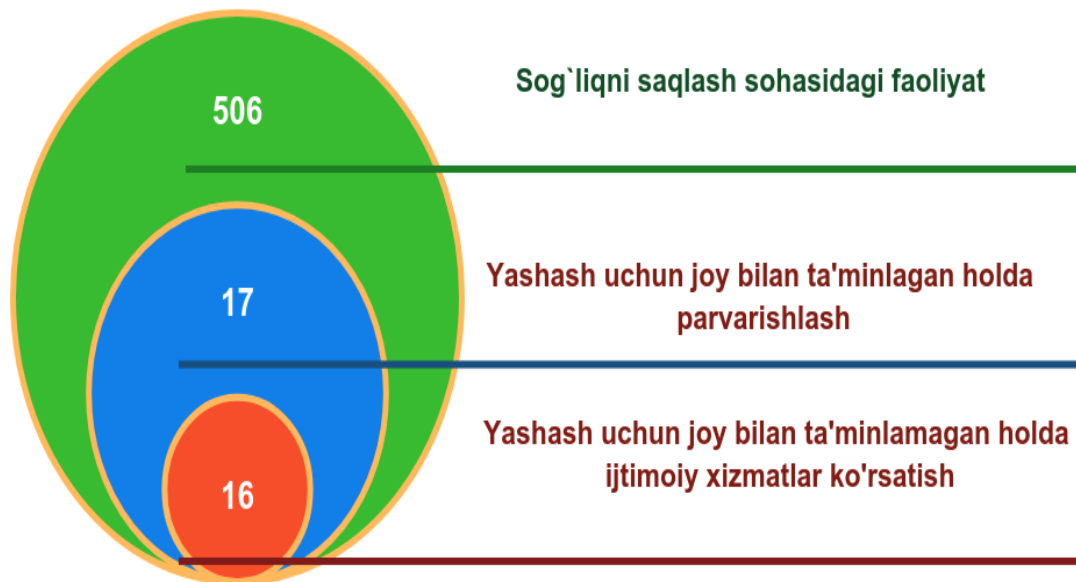 506
Sog`liqni saqlash sohasidagi faoliyat
17
Yashash uchun joy bilan ta'minlagan holda
parvarishlash
16
Yashash uchun joy bilan ta'minlamagan holda
ijtimoiy xizmatlar ko'rsatish